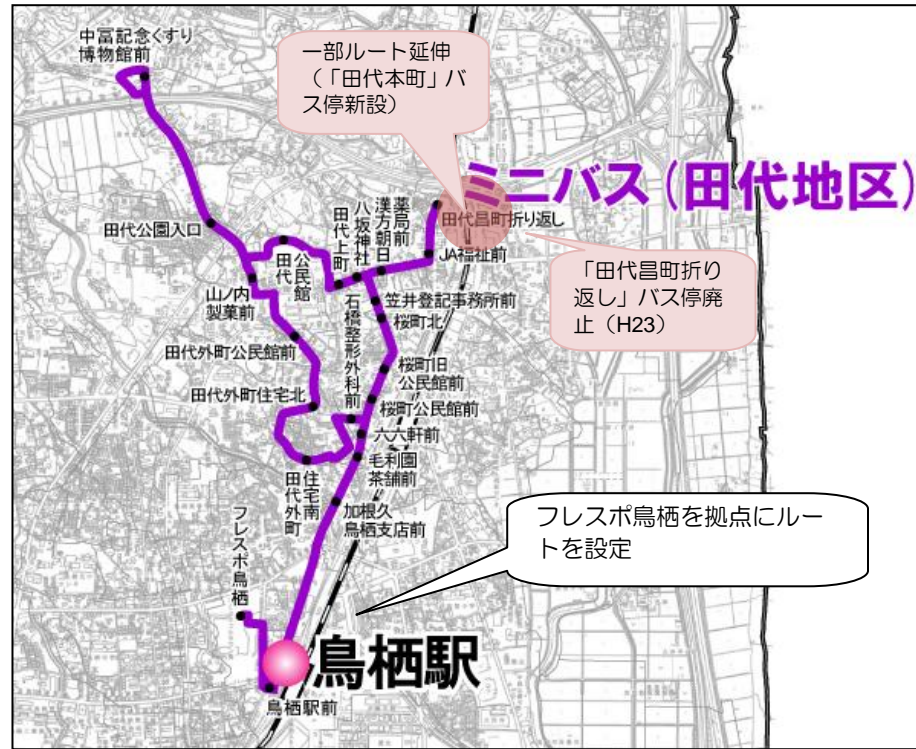 中冨記念くすり
博物館前
一部ルート延伸
（「田代本町」バ
ス停新設）
ミニバス(田代地区)
田代公園入口
田代
公民館
田代上町
八坂神社
漢方朝日
薬局前
田代昌町折り返し
JA福祉前
「田代昌町折り
返し」バス停廃
止（H23）
山ノ内
製菓前
石橋整形外科前
笠井登記事務所前
桜町北
田代外町公民館前
桜町旧
公民館前
田代外町住宅北
桜町公民館前
六六軒前
毛利園
茶舗前
田代外町
住宅南
加根久
鳥栖支店前
フレスポ鳥栖を拠点にルー
トを設定
フレスポ鳥栖
鳥栖駅
鳥栖駅前